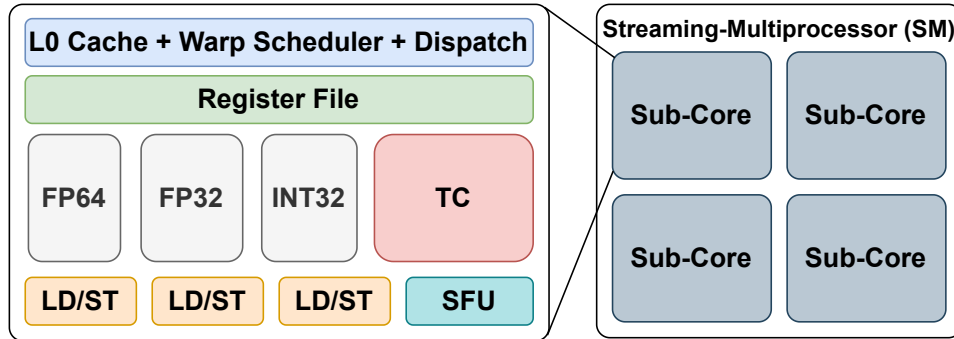 L0 Cache + Warp Scheduler + Dispatch
Register File
FP64
FP32
INT32
TC
LD/ST
LD/ST
LD/ST
SFU
Streaming-Multiprocessor (SM)
Sub-Core
Sub-Core
Sub-Core
Sub-Core